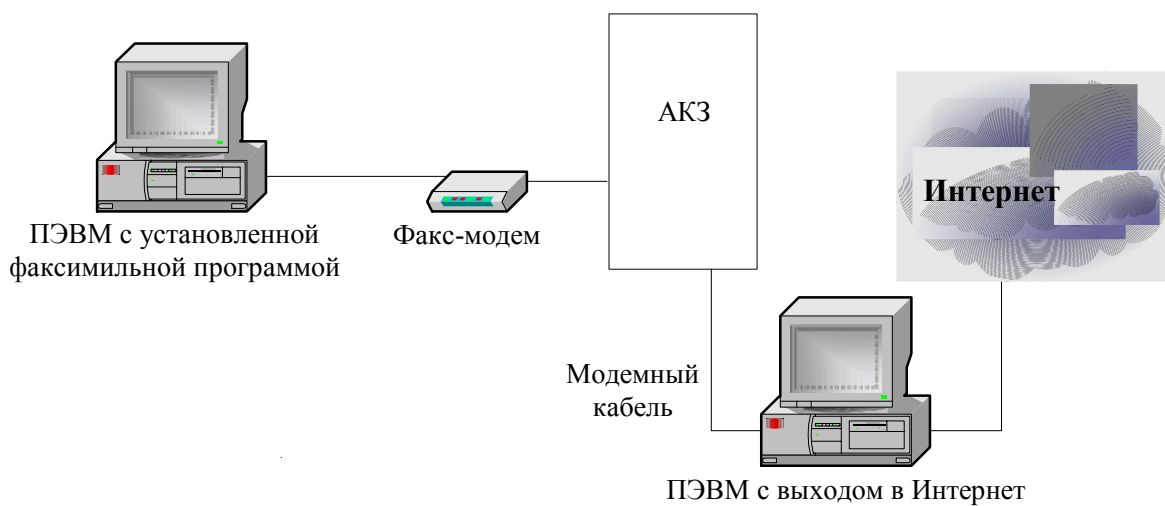 АКЗ
Интернет
ПЭВМ с установленной
факсимильной программой
Факс-модем
Модемный
кабель
ПЭВМ с выходом в Интернет